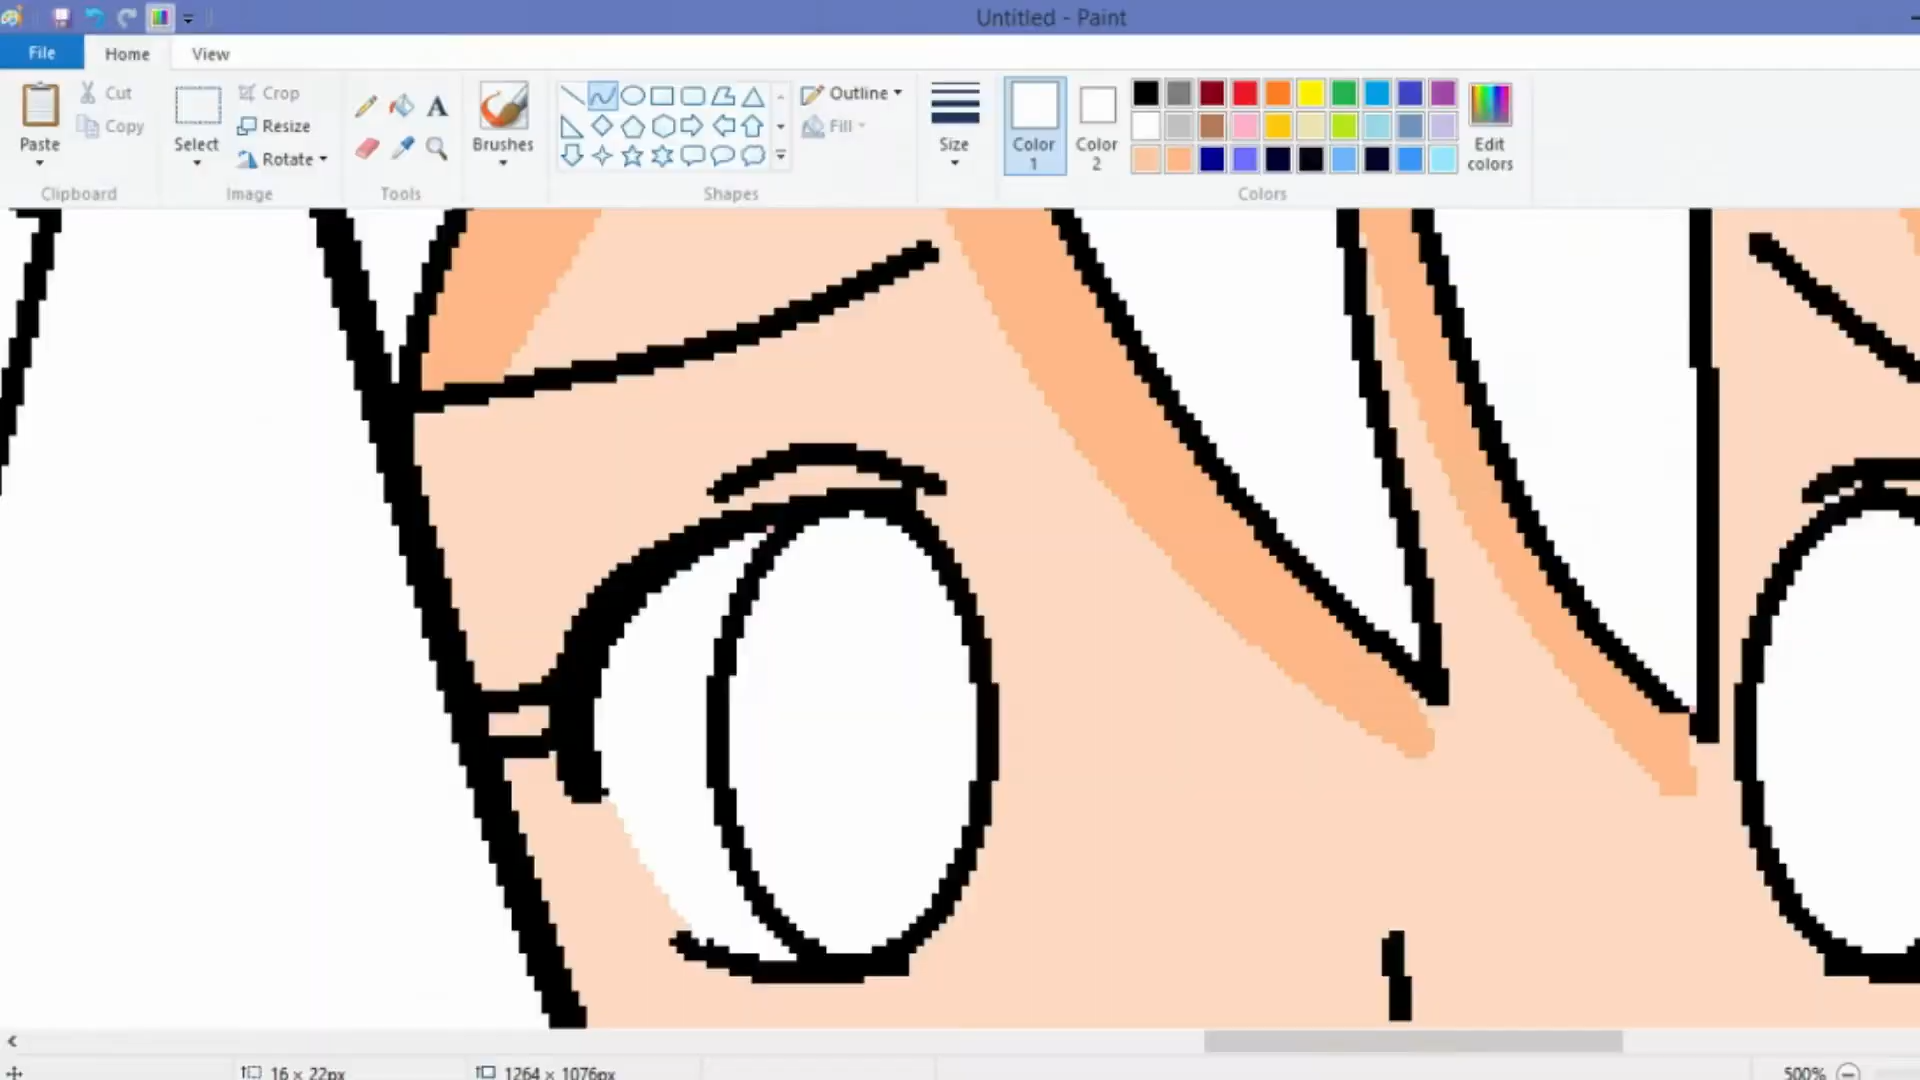 Untitled - Paint
File Home View
Paste
Cut
Copy
Clipboard
Select
Crop
Resize
Rotate
Image
A
Tools
Brushes
Outline
Fill
Shapes
Size
Color
1
Color
2
Edit
colors
Colors
16 × 22px
1264 × 1076px
500%